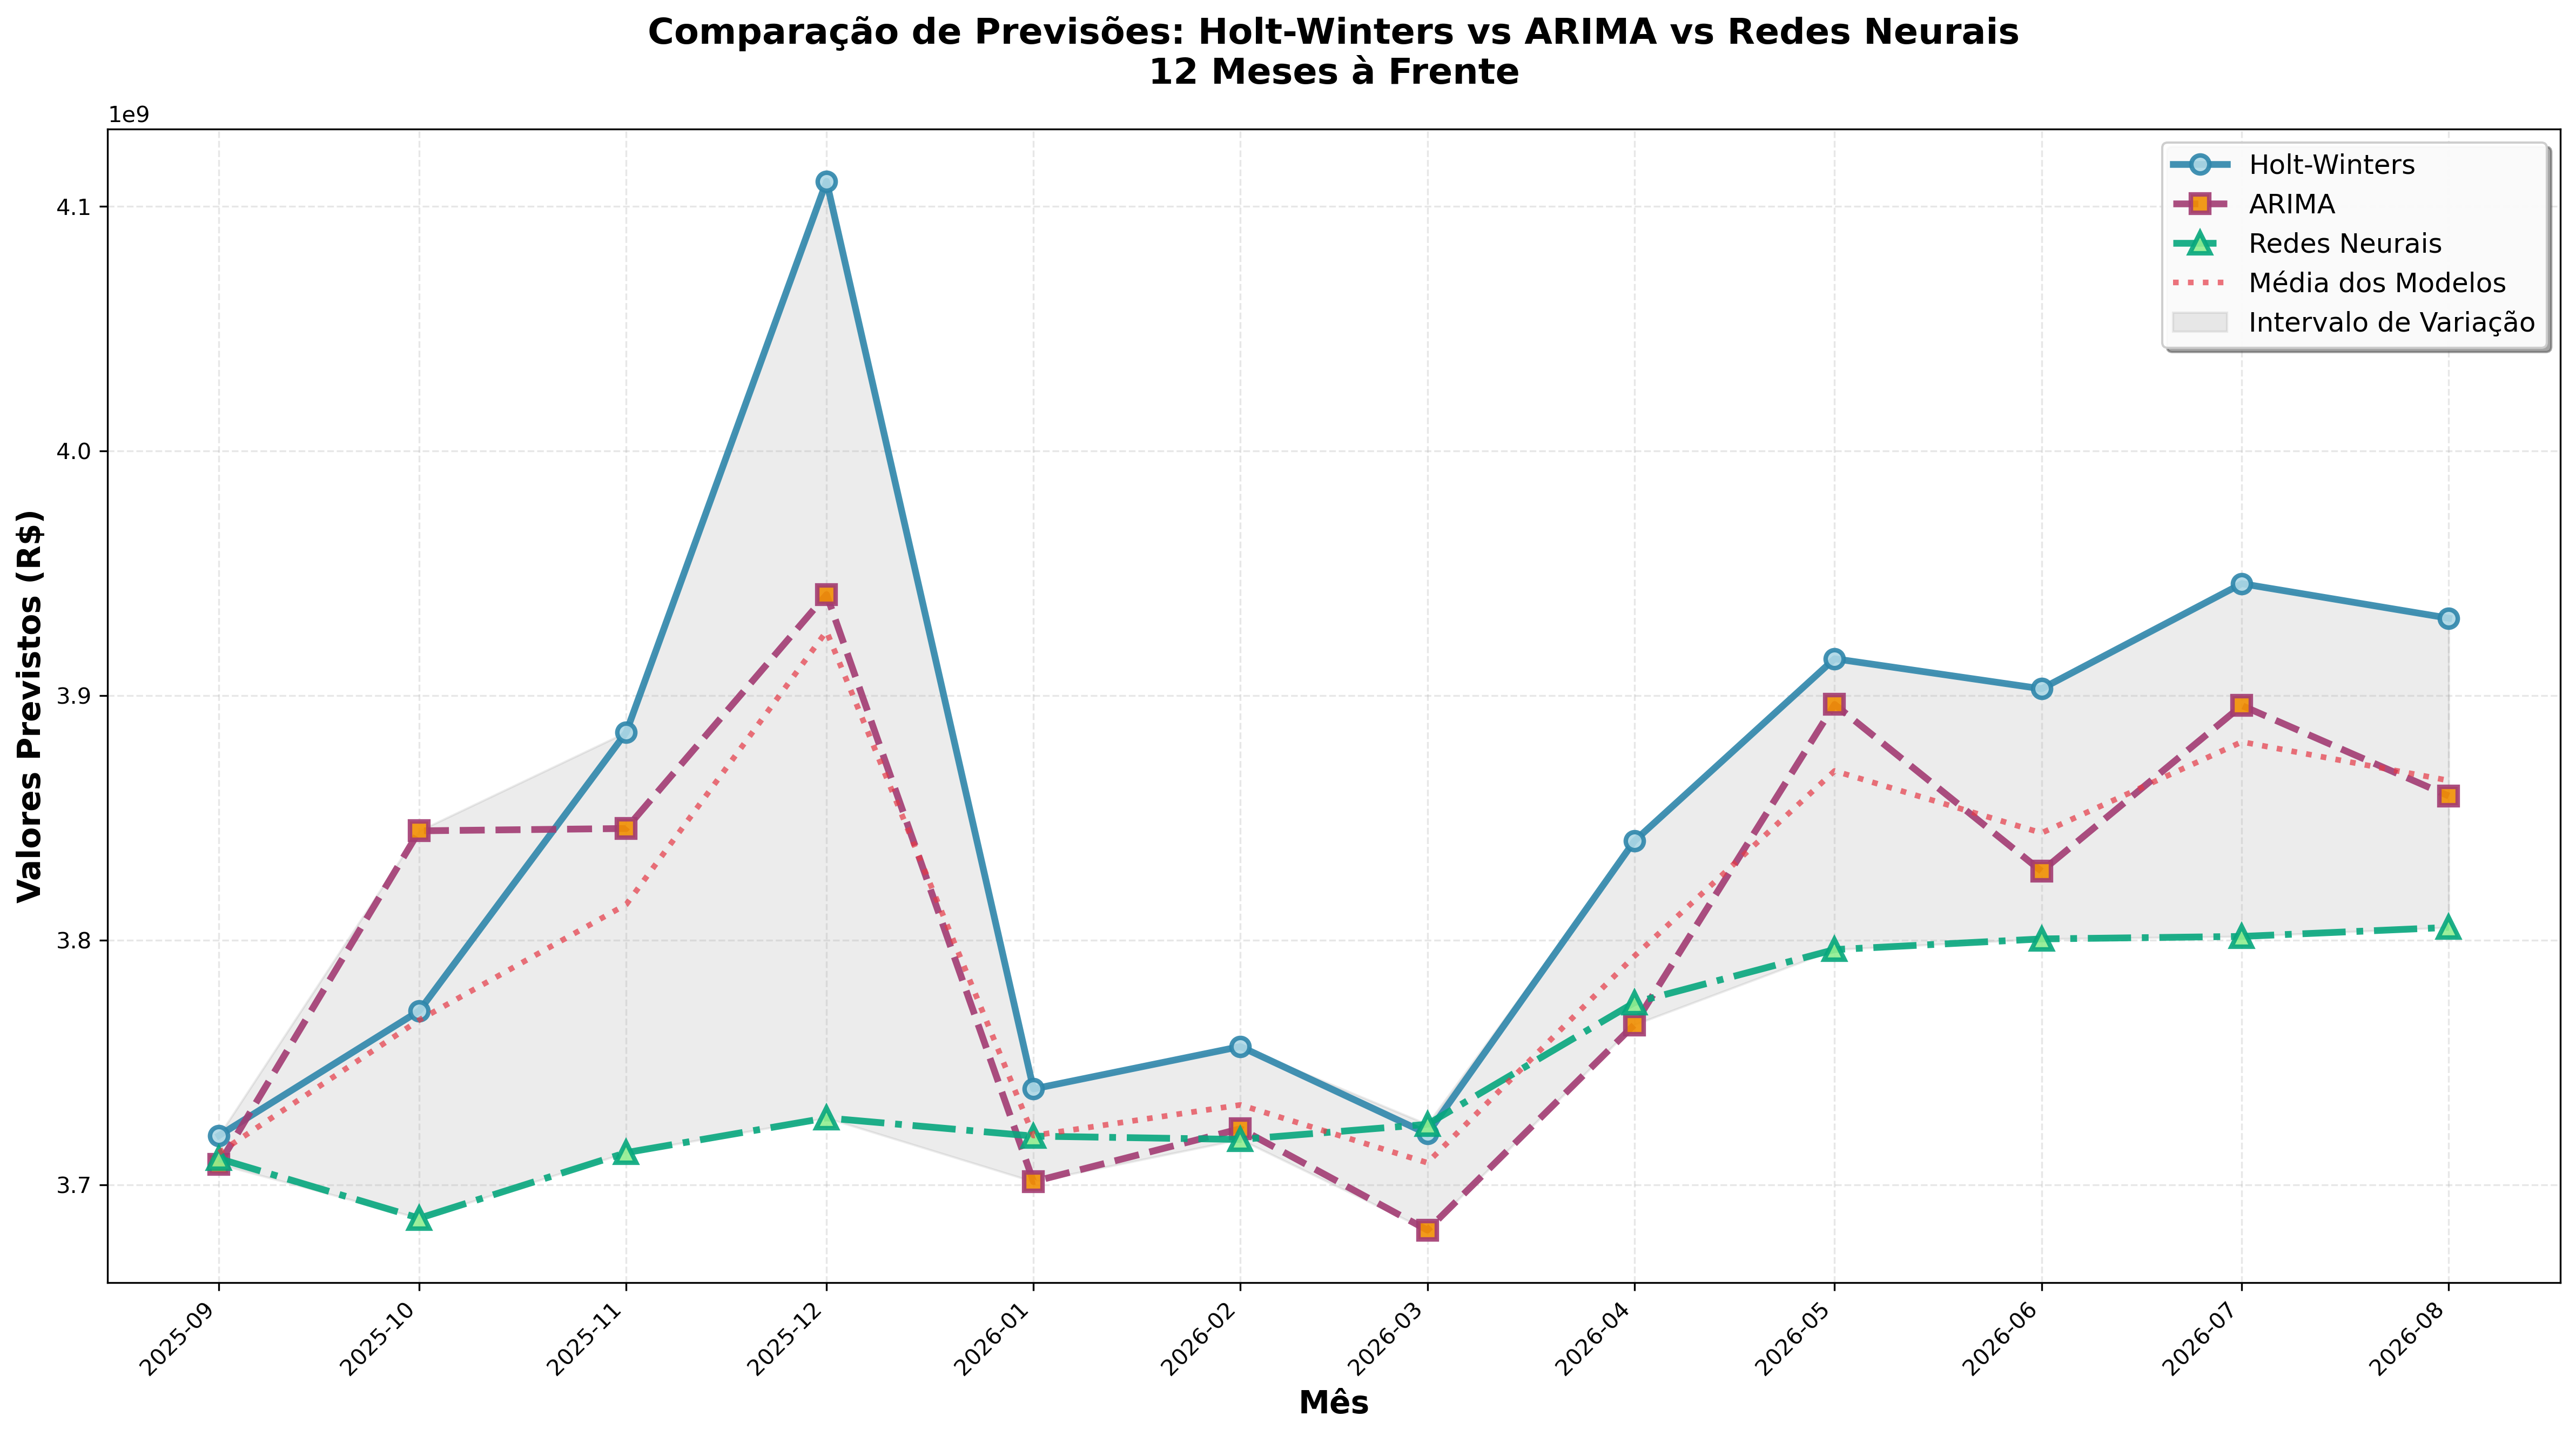 Comparação de Previsões: Holt-Winters vs ARIMA vs Redes Neurais
12 Meses à Frente
1e9
Holt-Winters
ARIMA
Redes Neurais
Média dos Modelos
Intervalo de Variação
Valores Previstos (R$)
4.1
4.0
3.9
3.8
3.7
2025-09
2025-10
2025-11
2025-12
2026-01
2026-02
2026-03
2026-04
2026-05
2026-06
2026-07
2026-08
Mês